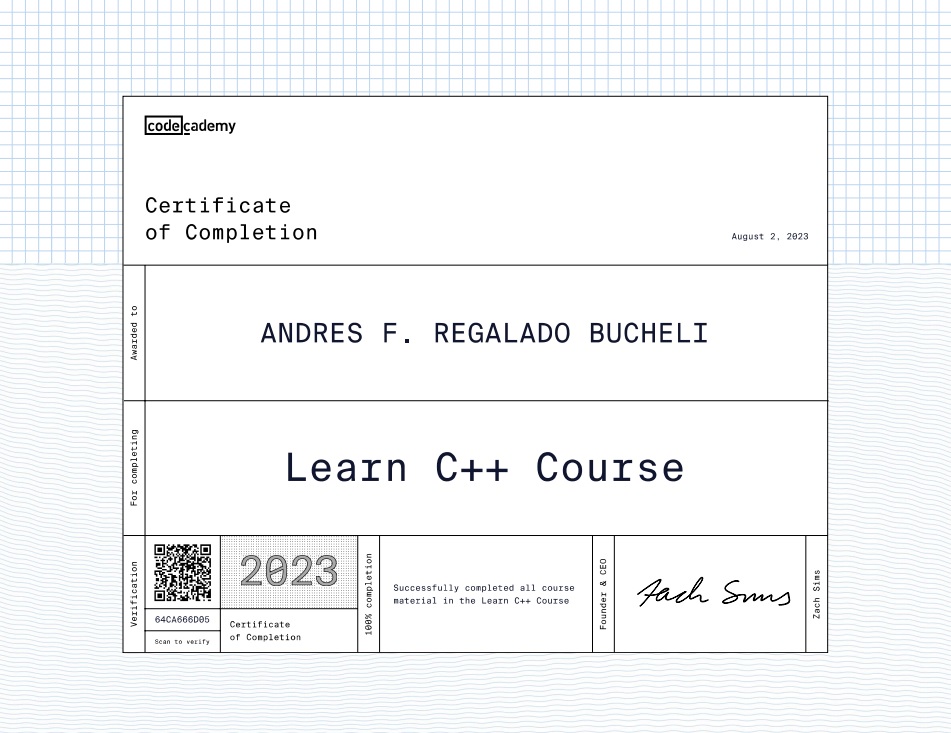 codecademy
Certificate
of Completion
August 2, 2023
Awarded to
ANDRES F. REGALADO BUCHELI
For completing
Learn C++ Course
Verification
64CA666D05
Scan to verify
2023
Certificate
of Completion
100% completion
Successfully completed all course
material in the Learn C++ Course
Founder & CEO
Zach Sims
Zach Sims